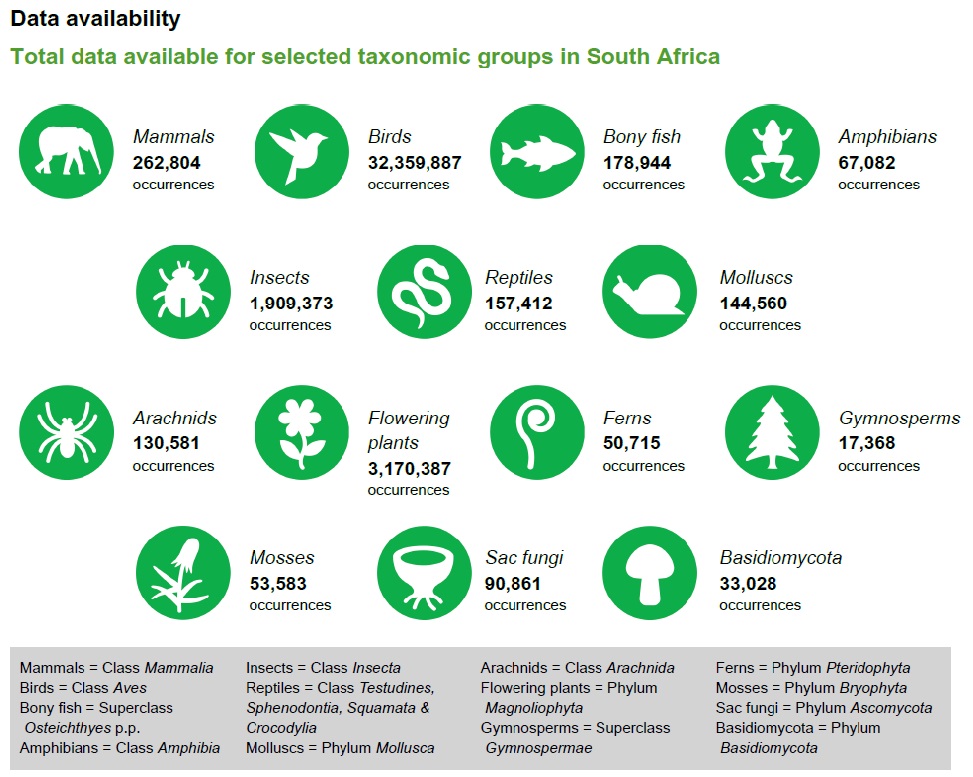 Data availability
Total data available for selected taxonomic groups in South Africa
Mammals
262,804
occurrences
Birds
32,359,887
occurrences
Bony fish
178,944
occurrences
Amphibians
67,082
occurrences
Insects
1,909,373
occurrences
Reptiles
157,412
occurrences
Molluscs
144,560
occurrences
Arachnids
130,581
occurrences
Flowering
plants
3,170,387
occurrences
Ferns
50,715
occurrences
Gymnosperms
17,368
occurrences
Mosses
53,583
occurrences
Sac fungi
90,861
occurrences
Basidiomycota
33,028
occurrences
Mammals = Class Mammalia
Birds = Class Aves
Bony fish = Superclass
Osteichthyes p.p.
Amphibians = Class Amphibia
Insects = Class Insecta
Reptiles = Class Testudines,
Sphenodontia, Squamata &
Crocodylia
Molluscs = Phylum Mollusca
Arachnids = Class Arachnida
Flowering plants = Phylum
Magnoliophyta
Gymnosperms = Superclass
Gymnospermae
Ferns = Phylum Pteridophyta
Mosses = Phylum Bryophyta
Sac fungi = Phylum Ascomycota
Basidiomycota = Phylum
Basidiomycota